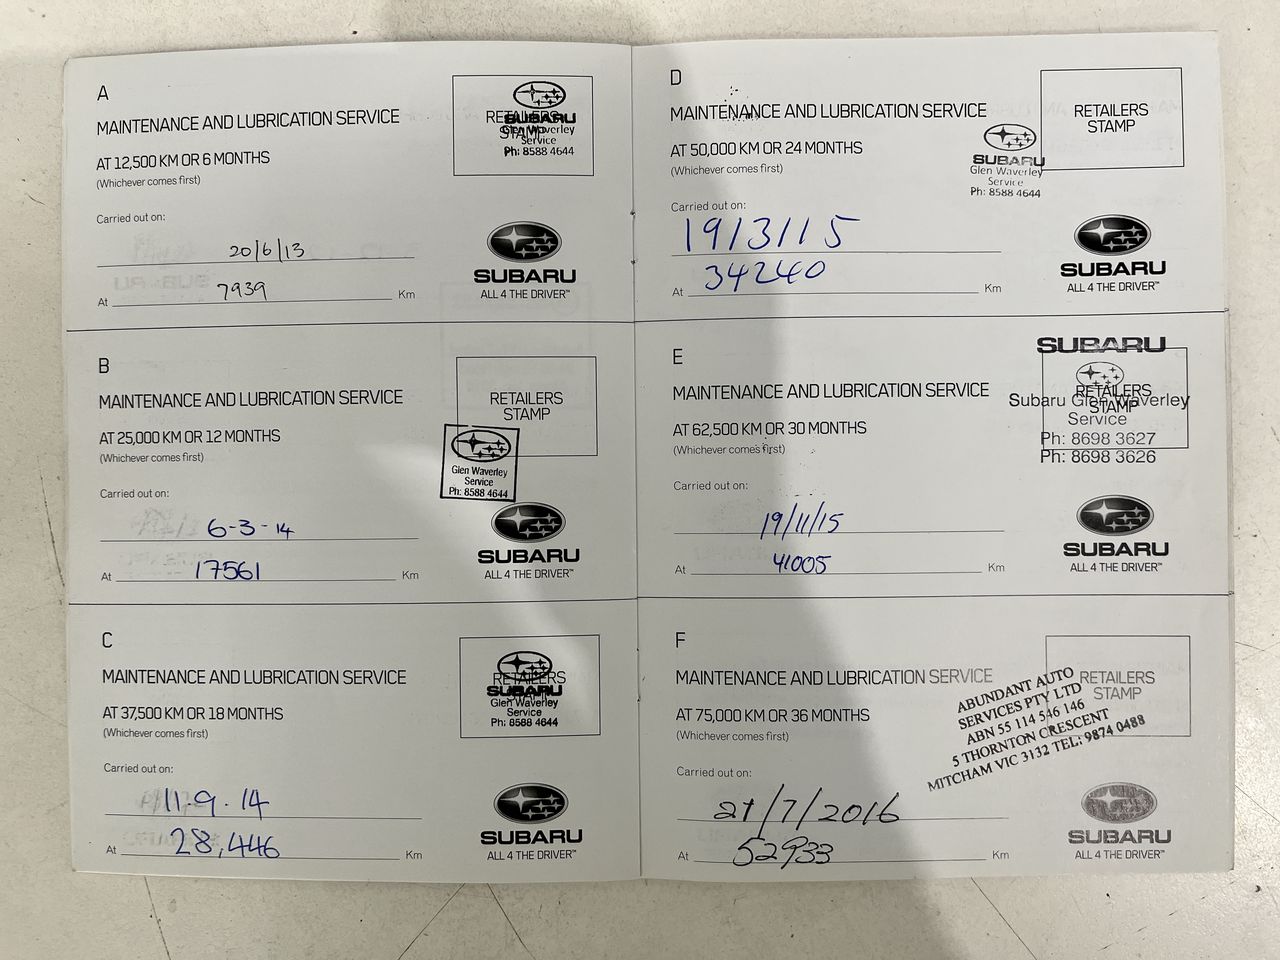 A
MAINTENANCE AND LUBRICATION SERVICE
AT 12,500 KM OR 6 MONTHS
(Whichever comes first)
RETAILERS
STAMP
SUBARU
Glen Waverley
Service
Ph: 8588 4644
Carried out on:
20/6/13
At 7939 Km
SUBARU
ALL 4 THE DRIVER™
B
MAINTENANCE AND LUBRICATION SERVICE
AT 25,000 KM OR 12 MONTHS
(Whichever comes first)
RETAILERS
STAMP
Glen Waverley
Service
Ph: 8588 4644
Carried out on:
6-3-14
At 17561 Km
SUBARU
ALL 4 THE DRIVER™
C
MAINTENANCE AND LUBRICATION SERVICE
AT 37,500 KM OR 18 MONTHS
(Whichever comes first)
RETAILERS
STAMP
SUBARU
Glen Waverley
Service
Ph: 8588 4644
Carried out on:
11-9-14
At 28,446 Km
SUBARU
ALL 4 THE DRIVER™
D
MAINTENANCE AND LUBRICATION SERVICE
AT 50,000 KM OR 24 MONTHS
(Whichever comes first)
RETAILERS
STAMP
SUBARU
Glen Waverley
Service
Ph: 8588 4644
Carried out on:
19/3/15
At 34240 Km
SUBARU
ALL 4 THE DRIVER™
E
MAINTENANCE AND LUBRICATION SERVICE
AT 62,500 KM OR 30 MONTHS
(Whichever comes first)
RETAILERS
STAMP
SUBARU
Subaru Glen Waverley
Service
Ph: 8698 3627
Ph: 8698 3626
Carried out on:
19/11/15
At 41005 Km
SUBARU
ALL 4 THE DRIVER™
F
MAINTENANCE AND LUBRICATION SERVICE
AT 75,000 KM OR 36 MONTHS
(Whichever comes first)
RETAILERS
STAMP
ABUNDANT AUTO
SERVICES PTY LTD
ABN 55 114 546 146
5 THORNTON CRESCENT
MITCHAM VIC 3132 TEL: 9874 0488
Carried out on:
21/7/2016
At 52933 Km
SUBARU
ALL 4 THE DRIVER™